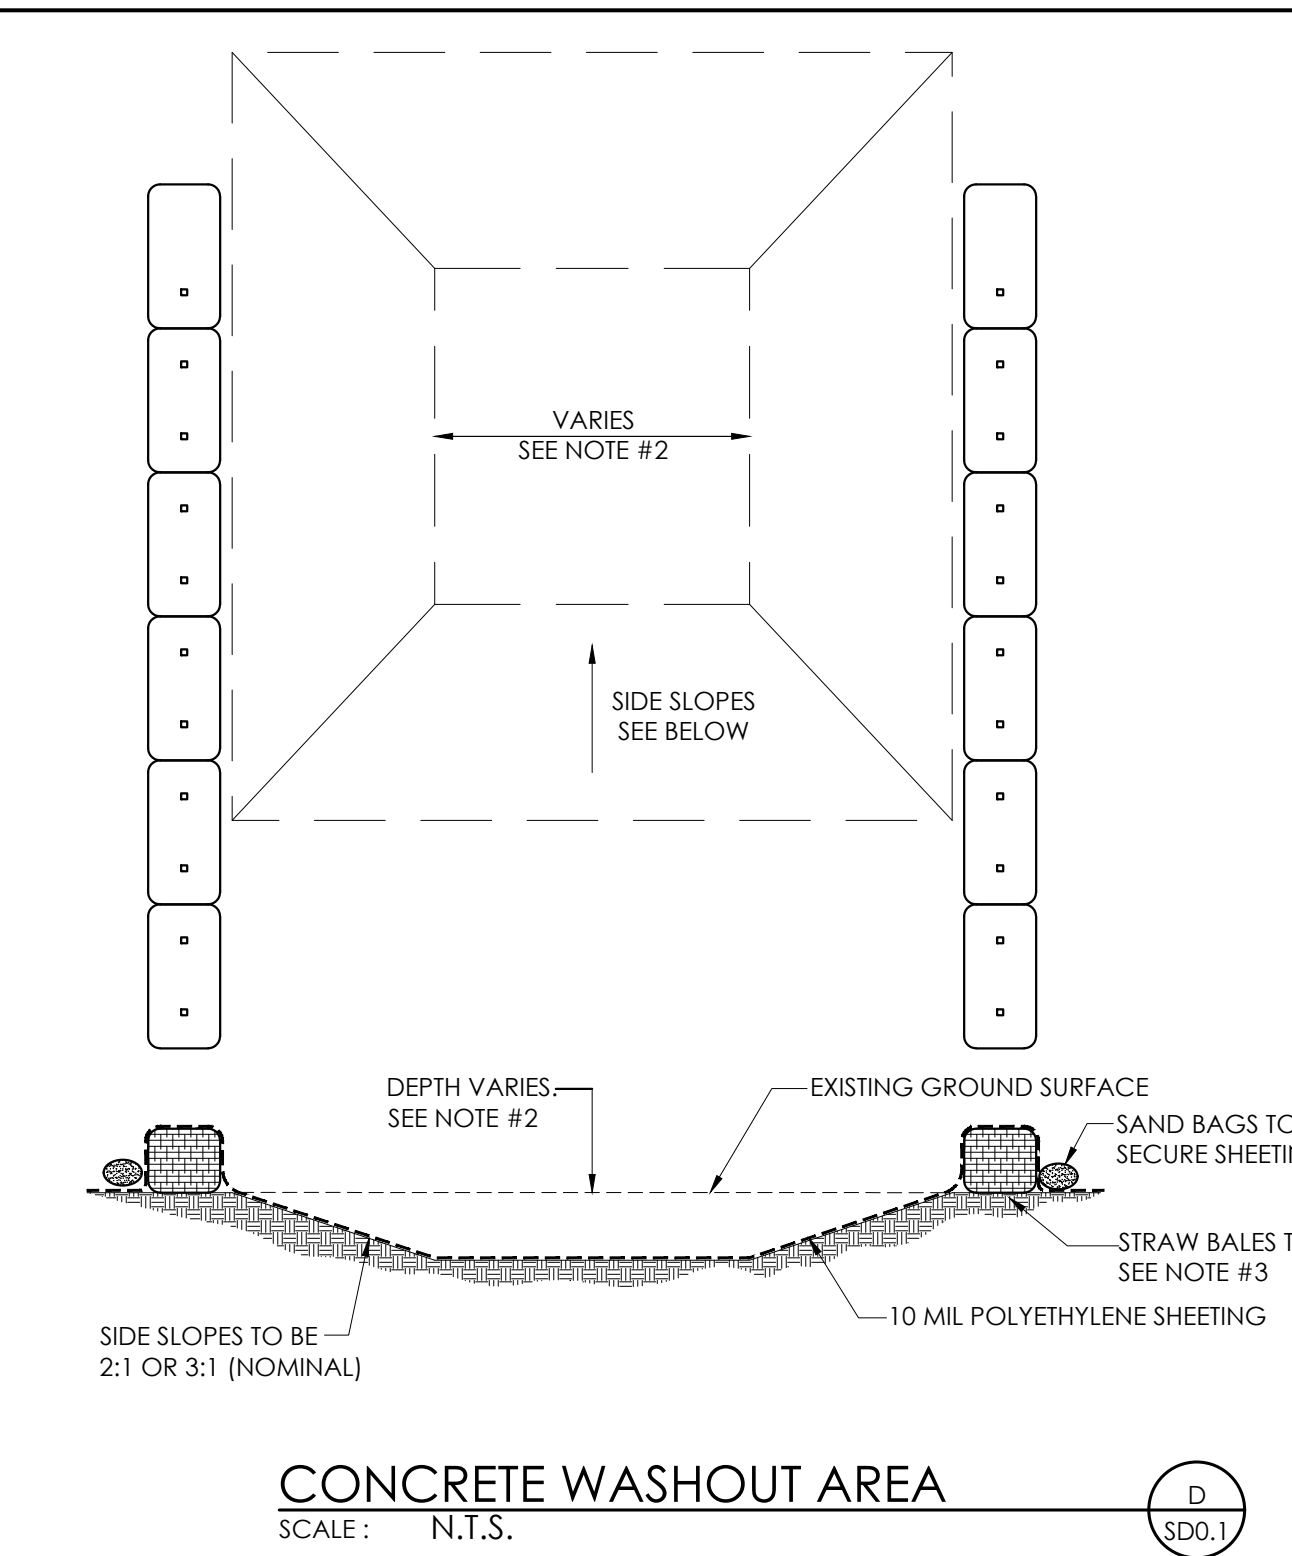 VARIES
SEE NOTE #2
SIDE SLOPES
SEE BELOW
DEPTH VARIES.
SEE NOTE #2
EXISTING GROUND SURFACE
SAND BAGS TO
SECURE
STRAW BALES
SEE NOTE #3
10 MIL POLYETHYLENE SHEETING
SIDE SLOPES TO BE
2:1 OR 3:1 (NOMINAL)
CONCRETE WASHOUT AREA
SCALE : N.T.S.
D
SD0.1